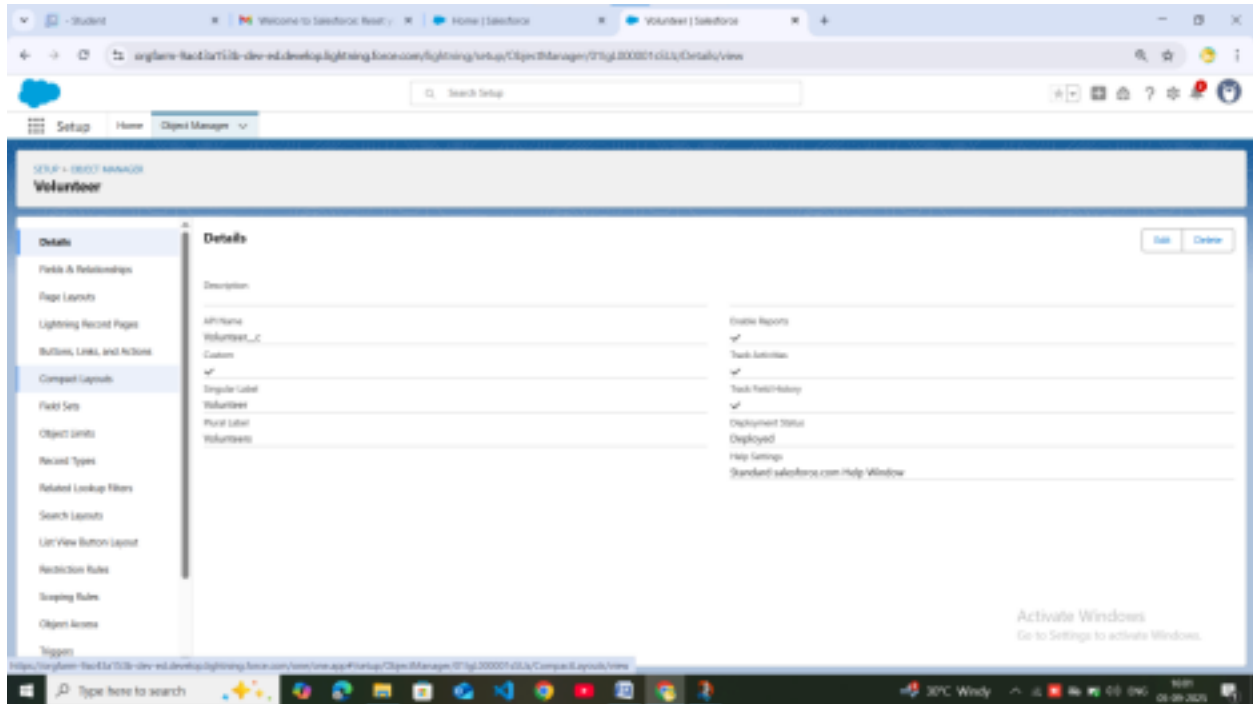 - Student
Welcome to Salesforce: Reset y
Home | Salesforce
Volunteer | Salesforce
Search Setup
Setup
Home
Object Manager
SETUP > OBJECT MANAGER
Volunteer
Details
Fields & Relationships
Page Layouts
Lightning Record Pages
Buttons, Links, and Actions
Compact Layouts
Field Sets
Object Limits
Record Types
Related Lookup Filters
Search Layouts
List View Button Layout
Restriction Rules
Scoping Rules
Object Access
Triggers
Details
Edit
Delete
Description
API Name
Volunteer__c
Custom
Singular Label
Volunteer
Plural Label
Volunteers
Enable Reports
Track Activities
Track Field History
Deployment Status
Deployed
Help Settings
Standard salesforce.com Help Window
Activate Windows
Go to Settings to activate Windows.
Type here to search
30°C Windy
ENG